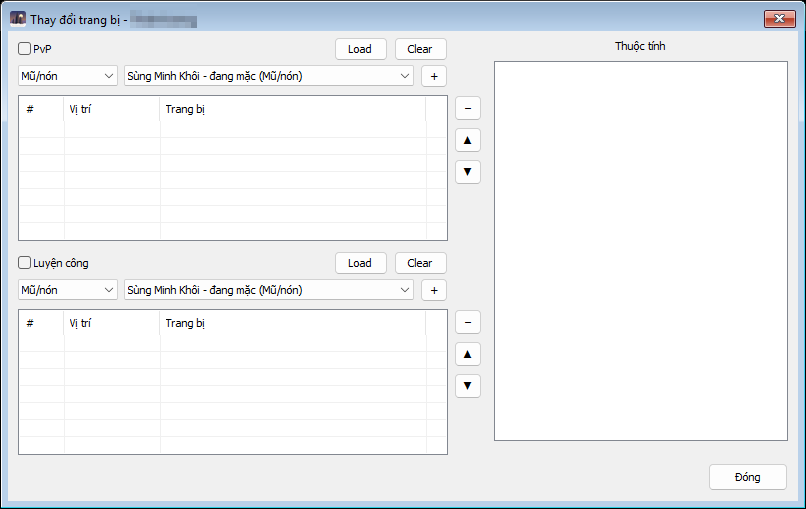 Thay đổi trang bị -
PvP
Load
Clear
Thuộc tính
Mũ/nón
Sùng Minh Khôi - đang mặc (Mũ/nón)
+
# Vị trí Trang bị
−
▲
▼
Luyện công
Load
Clear
Mũ/nón
Sùng Minh Khôi - đang mặc (Mũ/nón)
+
# Vị trí Trang bị
−
▲
▼
Đóng